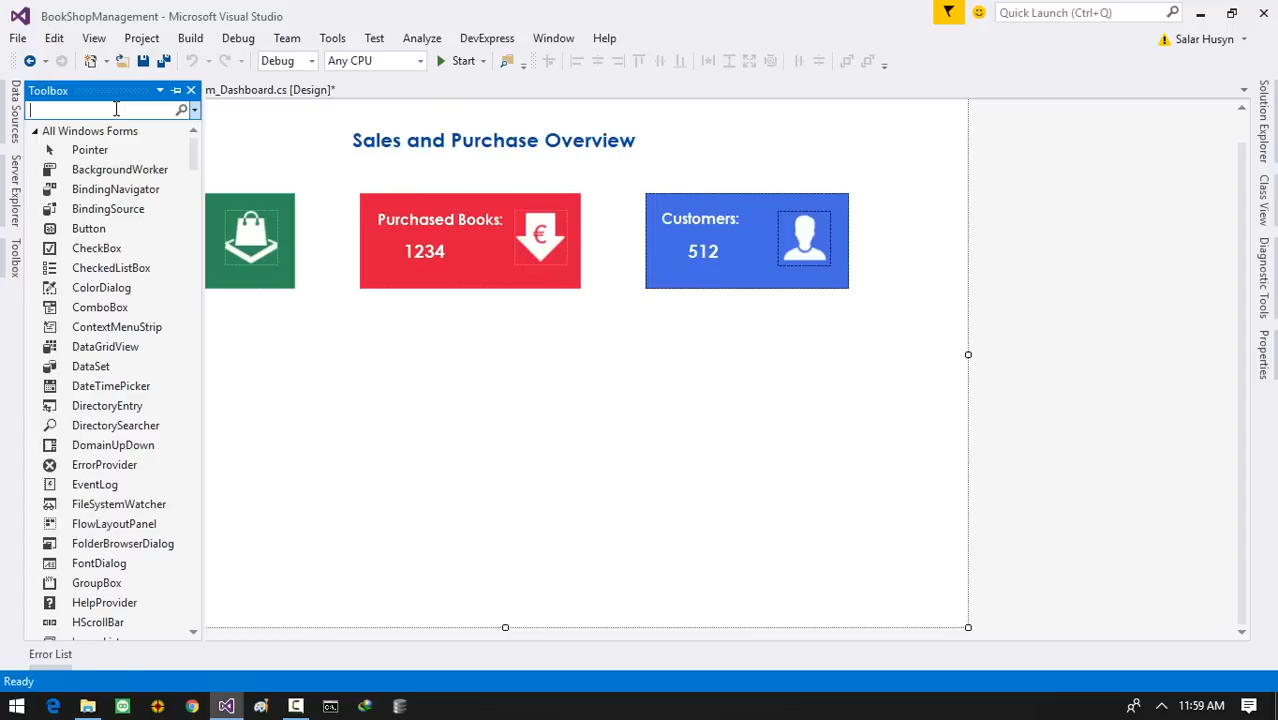 BookShopManagement - Microsoft Visual Studio
Quick Launch (Ctrl+Q)
File Edit View Project Build Debug Team Tools Test Analyze DevExpress Window Help
Salar Husyn
Debug Any CPU Start
Toolbox
m_Dashboard.cs [Design]*
All Windows Forms
Pointer
BackgroundWorker
BindingNavigator
BindingSource
Button
CheckBox
CheckedListBox
ColorDialog
ComboBox
ContextMenuStrip
DataGridView
DataSet
DateTimePicker
DirectoryEntry
DirectorySearcher
DomainUpDown
ErrorProvider
EventLog
FileSystemWatcher
FlowLayoutPanel
FolderBrowserDialog
FontDialog
GroupBox
HelpProvider
HScrollBar
Data Sources
Server Explorer
Toolbox
Sales and Purchase Overview
Purchased Books:
1234
€
Customers:
512
Solution Explorer
Class View
Diagnostic Tools
Properties
Error List
Ready
11:59 AM